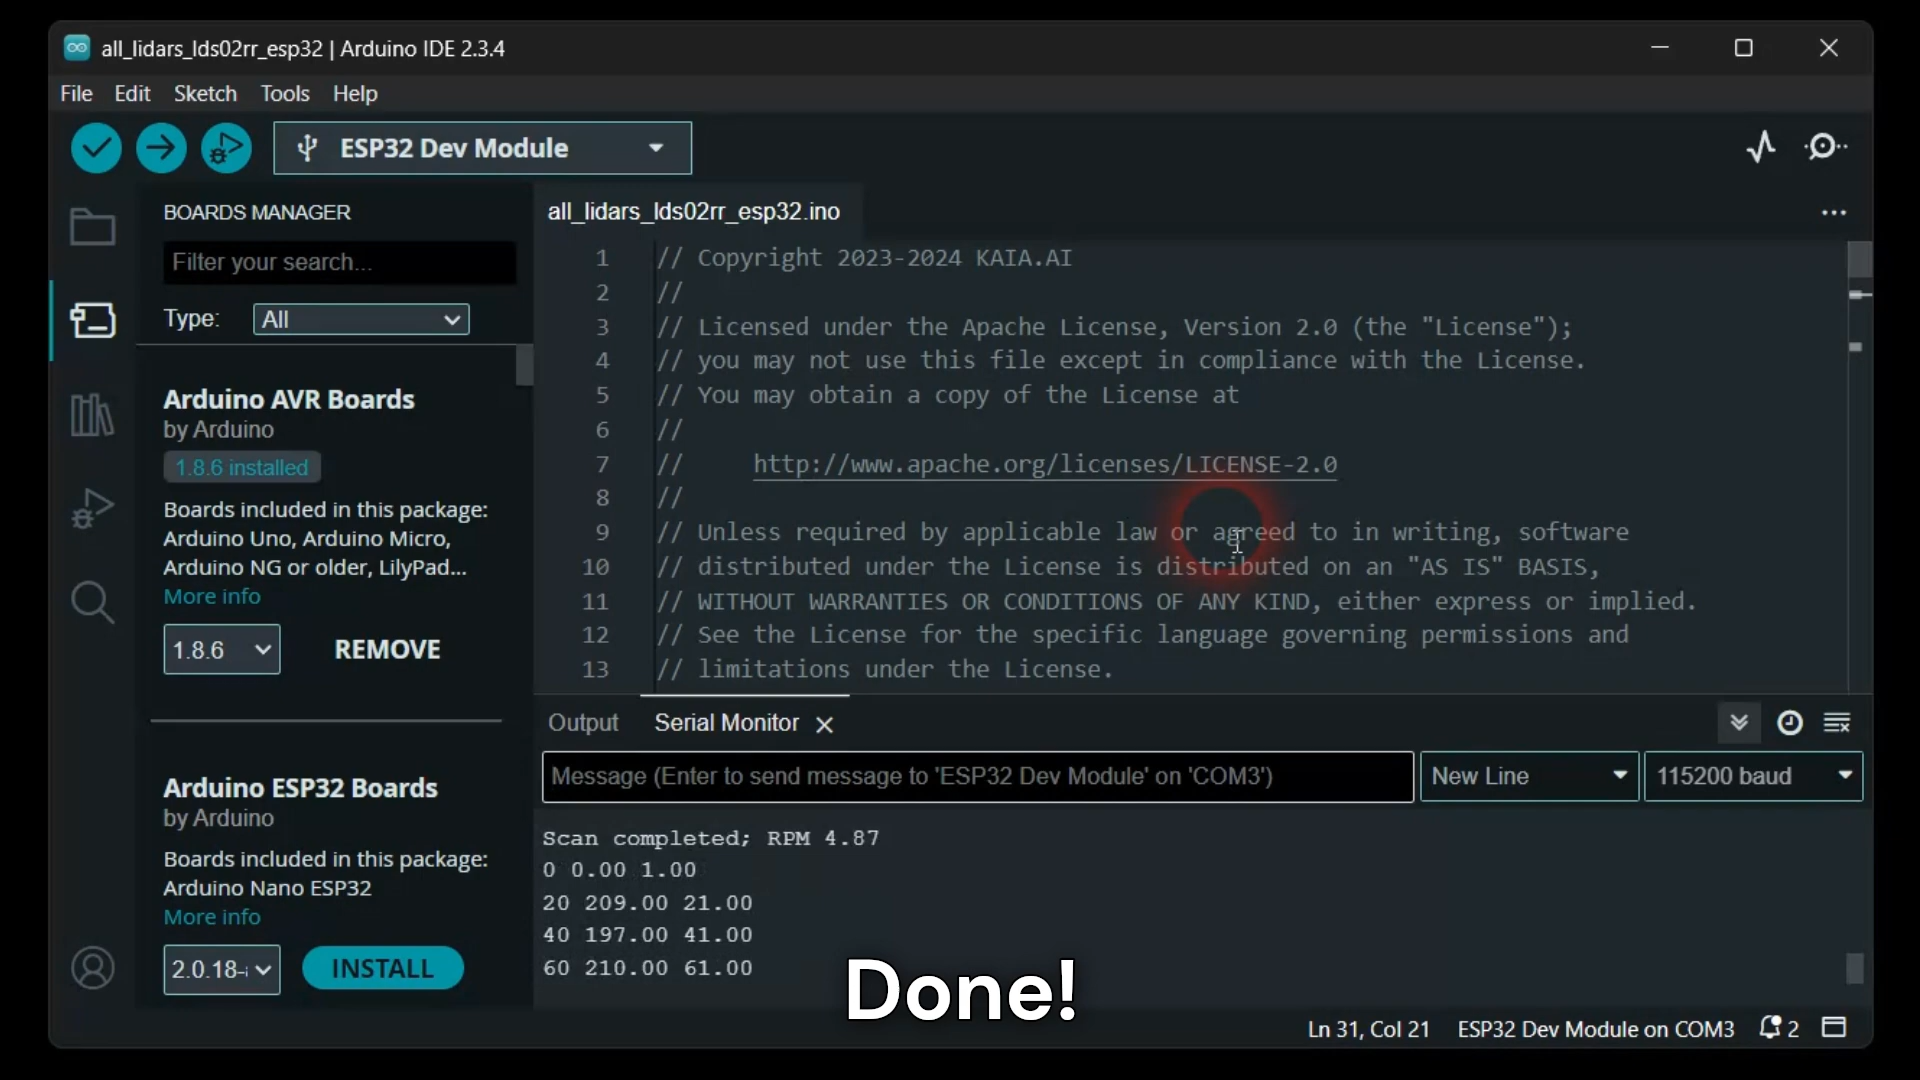 all_lidars_lds02rr_esp32 | Arduino IDE 2.3.4
File Edit Sketch Tools Help
ESP32 Dev Module
BOARDS MANAGER
Filter your search...
Type: All
Arduino AVR Boards
by Arduino
1.8.6 installed
Boards included in this package:
Arduino Uno, Arduino Micro,
Arduino NG or older, LilyPad...
More info
1.8.6 REMOVE
Arduino ESP32 Boards
by Arduino
Boards included in this package:
Arduino Nano ESP32
More info
2.0.18- INSTALL
all_lidars_lds02rr_esp32.ino
1 // Copyright 2023-2024 KAIA.AI
2 //
3 // Licensed under the Apache License, Version 2.0 (the "License");
4 // you may not use this file except in compliance with the License.
5 // You may obtain a copy of the License at
6 //
7 // http://www.apache.org/licenses/LICENSE-2.0
8 //
9 // Unless required by applicable law or agreed to in writing, software
10 // distributed under the License is distributed on an "AS IS" BASIS,
11 // WITHOUT WARRANTIES OR CONDITIONS OF ANY KIND, either express or implied.
12 // See the License for the specific language governing permissions and
13 // limitations under the License.
Output Serial Monitor
Message (Enter to send message to 'ESP32 Dev Module' on 'COM3') New Line 115200 baud
Scan completed; RPM 4.87
0 0.00 1.00
20 209.00 21.00
40 197.00 41.00
60 210.00 61.00
Done!
Ln 31, Col 21 ESP32 Dev Module on COM3 2